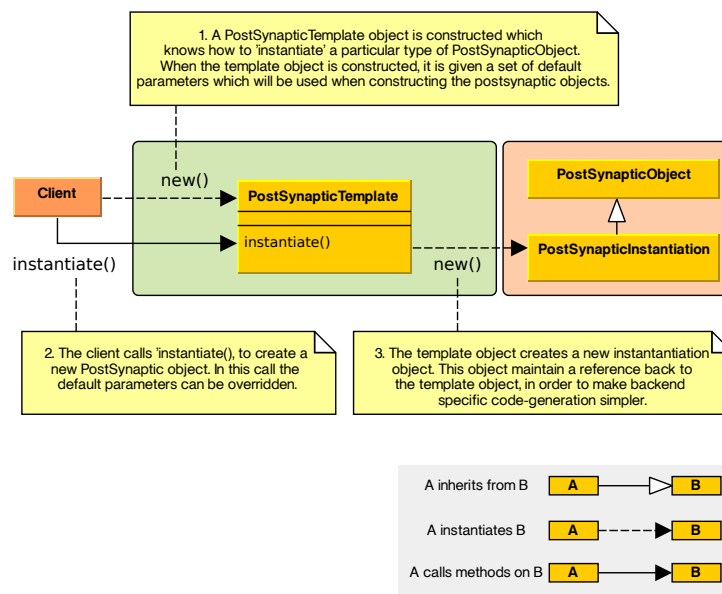 1. A PostSynapticTemplate object is constructed which
knows how to 'instantiate' a particular type of PostSynapticObject.
When the template object is constructed, it is given a set of default
parameters which will be used when constructing the postsynaptic objects.
new()
Client
PostSynapticTemplate
instantiate()
PostSynapticObject
PostSynapticInstantiation
instantiate()
new()
2. The client calls 'instantiate(), to create a
new PostSynaptic object. In this call the
default parameters can be overridden.
3. The template object creates a new instantantiation
object. This object maintain a reference back to
the template object, in order to make backend
specific code-generation simpler.
A inherits from B A B
A instantiates B A B
A calls methods on B A B